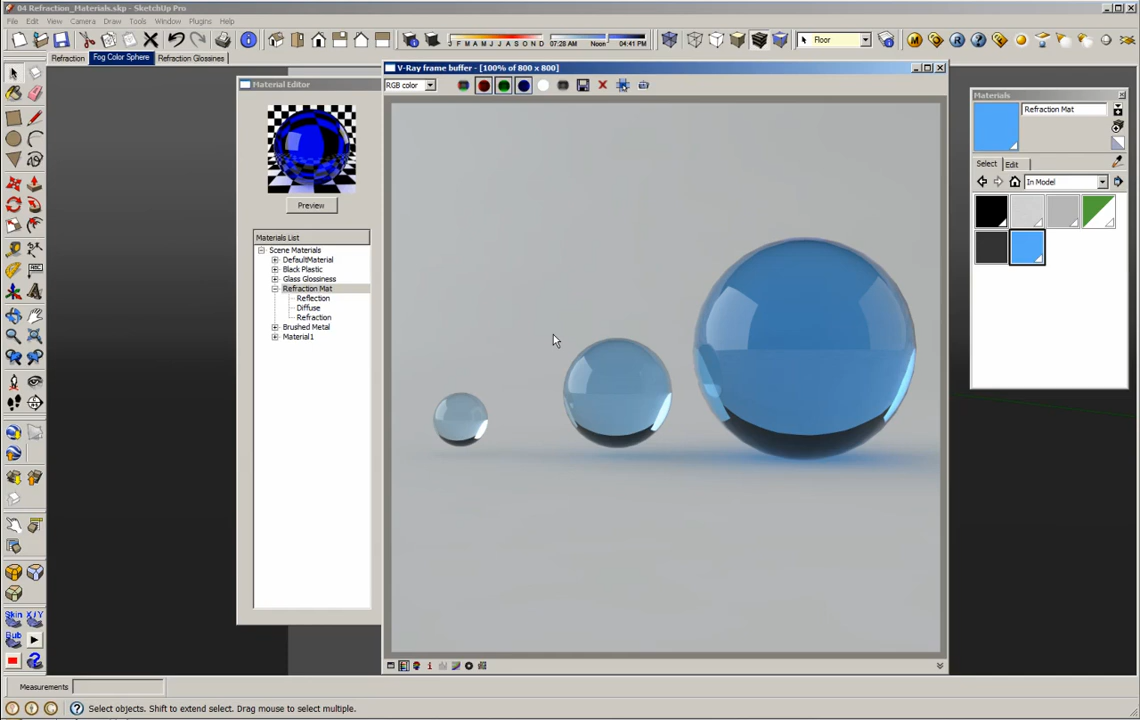 04 Refraction_Materials.skp - SketchUp Pro
File Edit View Camera Draw Tools Window Plugins Help
J F M A M J J A S O N D 07:28 AM Noon 04:41 PM Floor
Refraction Fog Color Sphere Refraction Glossines
V-Ray frame buffer - [100% of 800 x 800]
RGB color
Material Editor
Preview
Materials List
Scene Materials
DefaultMaterial
Black Plastic
Glass Glossiness
Refraction Mat
Reflection
Diffuse
Refraction
Brushed Metal
Material1
Materials
Refraction Mat
Select Edit
In Model
Skin X/Y
Bub
Measurements
Select objects. Shift to extend select. Drag mouse to select multiple.